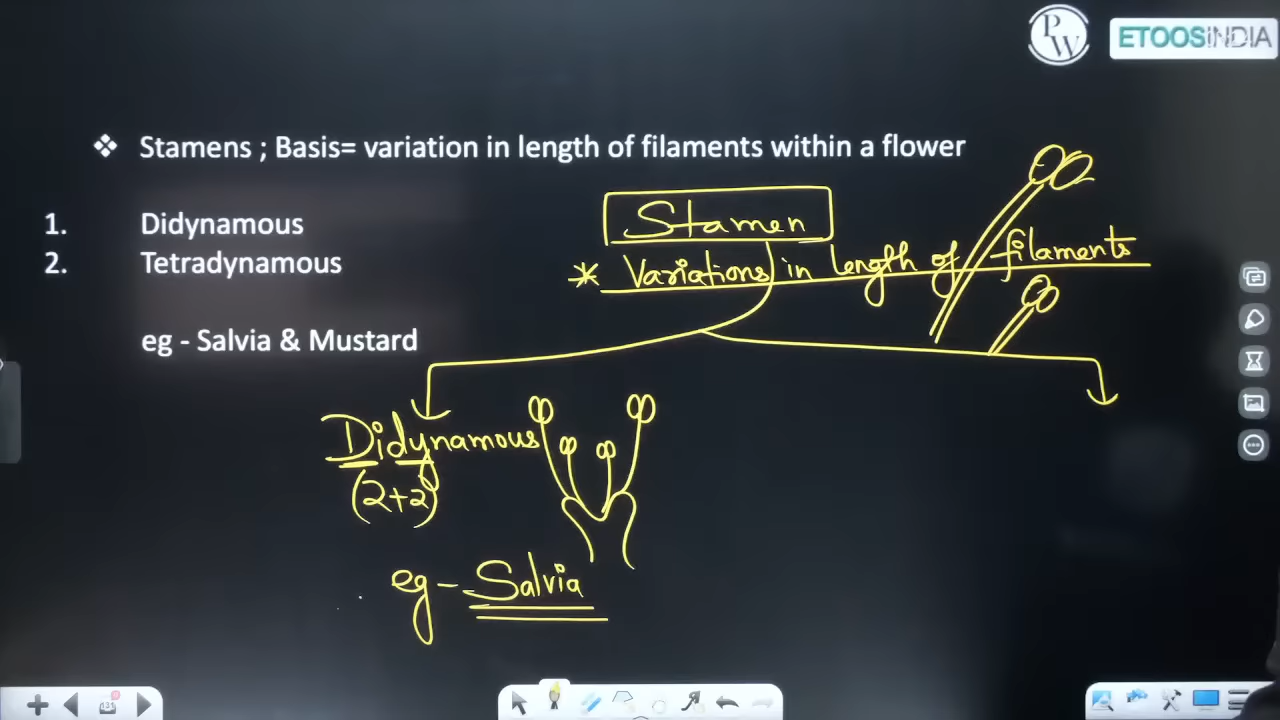 PW
ETOOSINDIA
❖ Stamens ; Basis= variation in length of filaments within a flower
1. Didynamous
2. Tetradynamous
eg - Salvia & Mustard
Stamen
* Variations in length of filaments
Didynamous
(2+2)
eg - Salvia